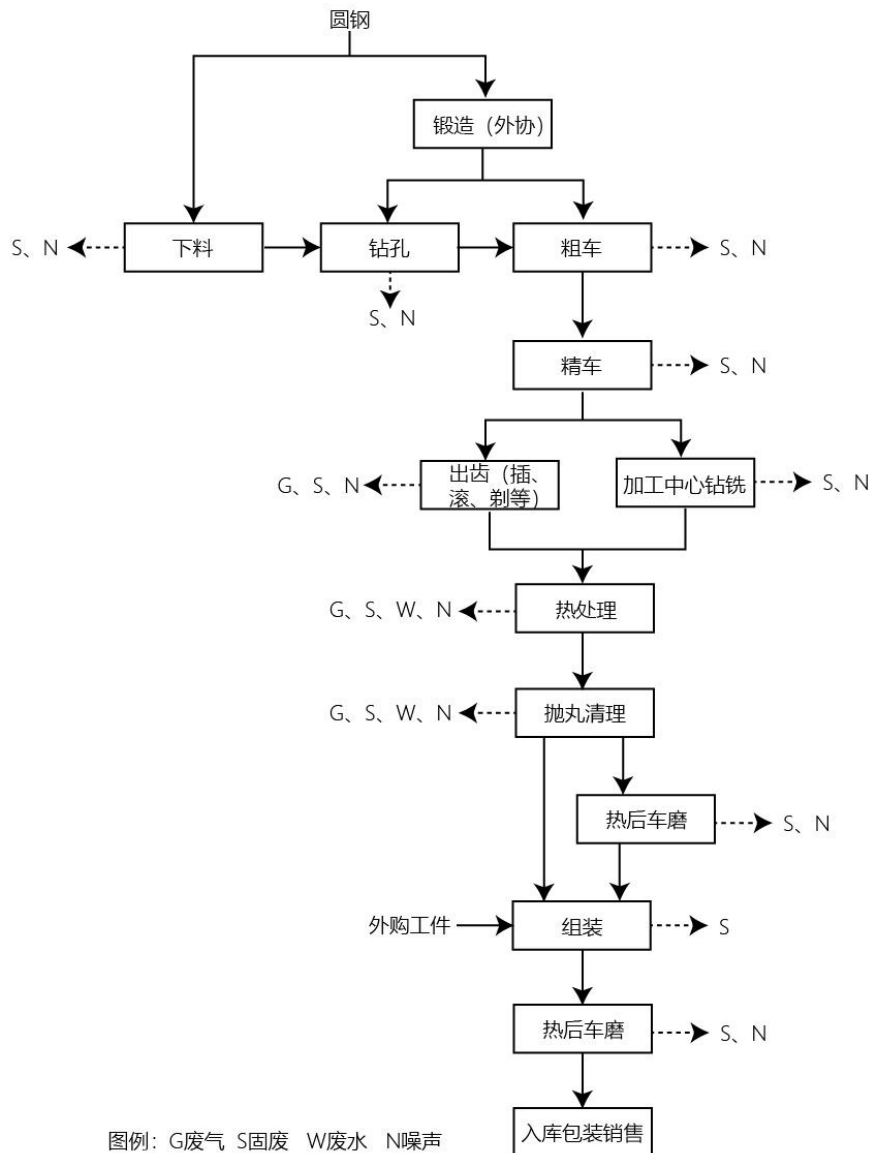 圆钢
锻造（外协）
S、N
下料
钻孔
粗车
S、N
S、N
精车
S、N
G、S、N
出齿（插、
滚、剃等）
加工中心钻铣
S、N
G、S、W、N
热处理
G、S、W、N
抛丸清理
热后车磨
S、N
外购工件
组装
S
热后车磨
S、N
入库包装销售
图例：G废气 S固废 W废水 N噪声